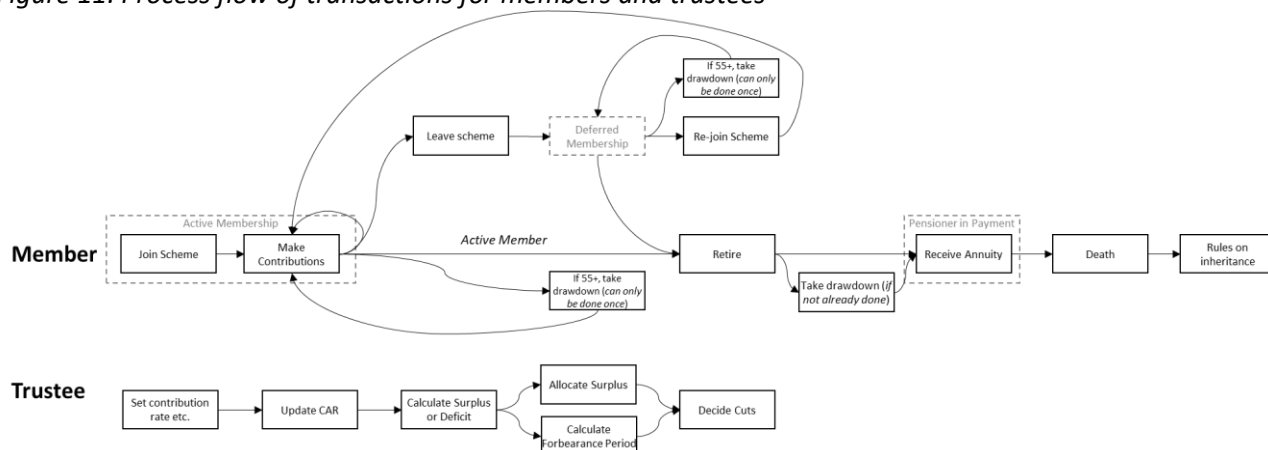 Figure 11: Process flow of transactions for members and trustees
If 55+, take
drawdown (can only
be done once)
Leave scheme
Deferred
Membership
Re-join Scheme
Active Membership
Active Member
Pensioner in Payment
Member
Join Scheme
Make
Contributions
Retire
Receive Annuity
Death
Rules on
inheritance
If 55+, take
drawdown (can only
be done once)
Take drawdown (if
not already done)
Trustee
Set contribution
rate etc.
Update CAR
Calculate Surplus
or Deficit
Allocate Surplus
Calculate
Forbearance Period
Decide Cuts